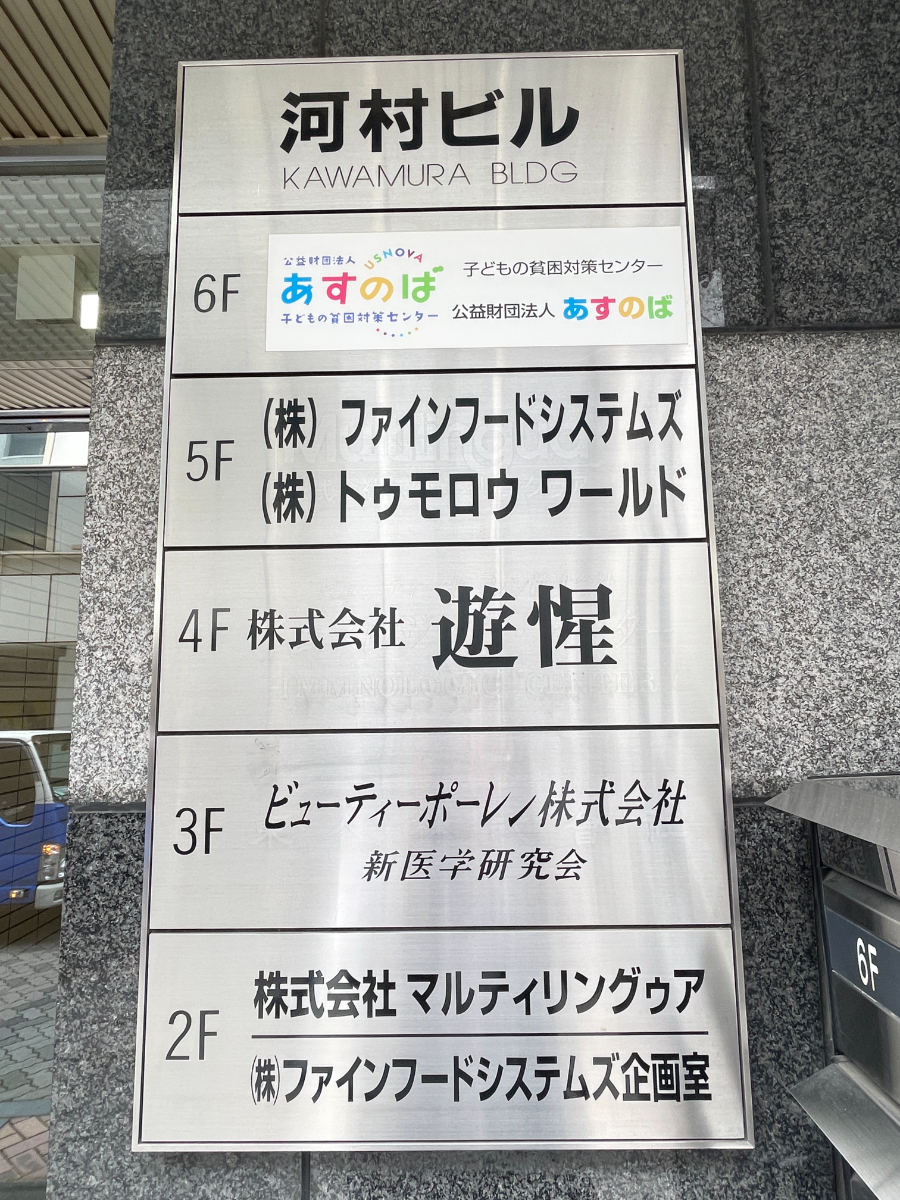 河村ビル
KAWAMURA BLDG
6F
公益財団法人
USNOVA
あすのば
子どもの貧困対策センター
子どもの貧困対策センター
公益財団法人 あすのば
5F
(株) ファインフードシステムズ
(株) トゥモロウ ワールド
4F 株式会社 遊惺
3F
ビューティーポーレン株式会社
新医学研究会
2F
株式会社 マルティリングゥア
(株)ファインフードシステムズ企画室
6F